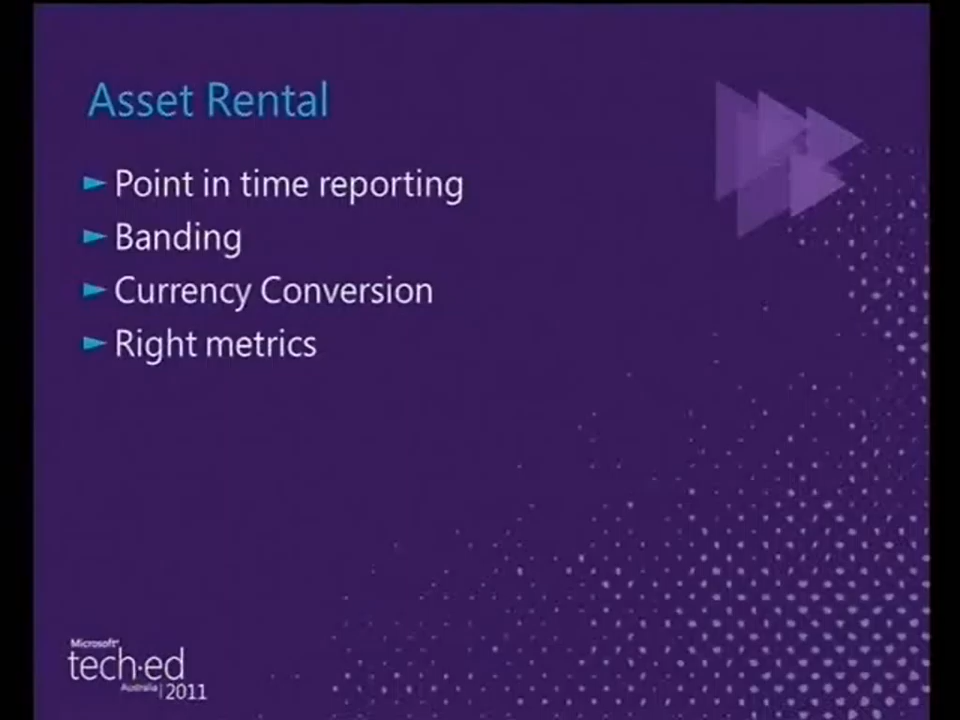 Asset Rental
Point in time reporting
Banding
Currency Conversion
Right metrics
Microsoft
tech·ed
Australia | 2011